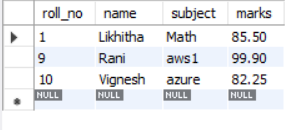 roll_no name subject marks
1 Likhitha Math 85.50
9 Rani aws1 99.90
10 Vignesh azure 82.25
NULL NULL NULL NULL